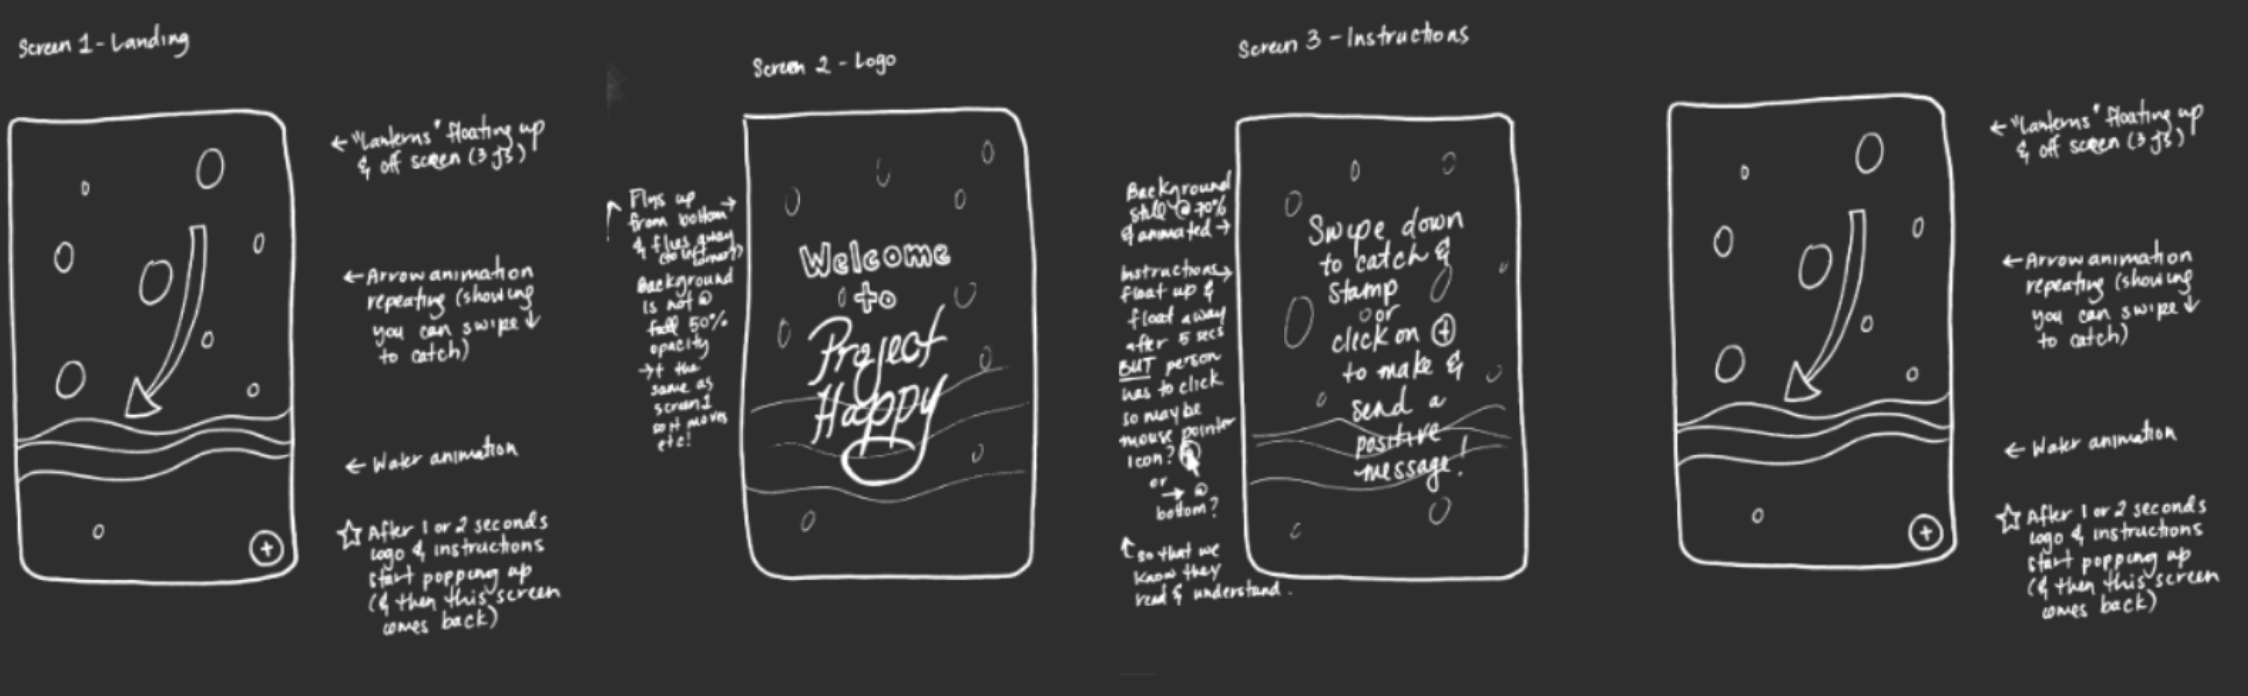 Screen 1 - Landing
← "Lanterns" floating up
& off screen (3 js)
← Arrow animation
repeating (showing
you can swipe ↓
to catch)
← Water animation
☆ After 1 or 2 seconds
logo & instructions
start popping up
(& then this screen
comes back)
+
Screen 2 - Logo
↑ Flys up
from bottom →
& flys away
(to left corner?)
Background
is not @
full 50%
opacity
→ the
same as
screen 1
so it moves
etc!
Welcome
to
Project
Happy
Screen 3 - Instructions
Background
still @ 70%
& animated →
Instructions →
float up &
float away
after 5 secs
BUT person
has to click
so maybe
mouse pointer
icon?
or
→ @
bottom?
↑ so that we
know they
read & understand.
Swipe down
to catch &
stamp
or
click on +
to make &
send a
positive
message!
← "Lanterns" floating up
& off screen (3 js)
← Arrow animation
repeating (showing
you can swipe ↓
to catch)
← Water animation
☆ After 1 or 2 seconds
logo & instructions
start popping up
(& then this screen
comes back)
+